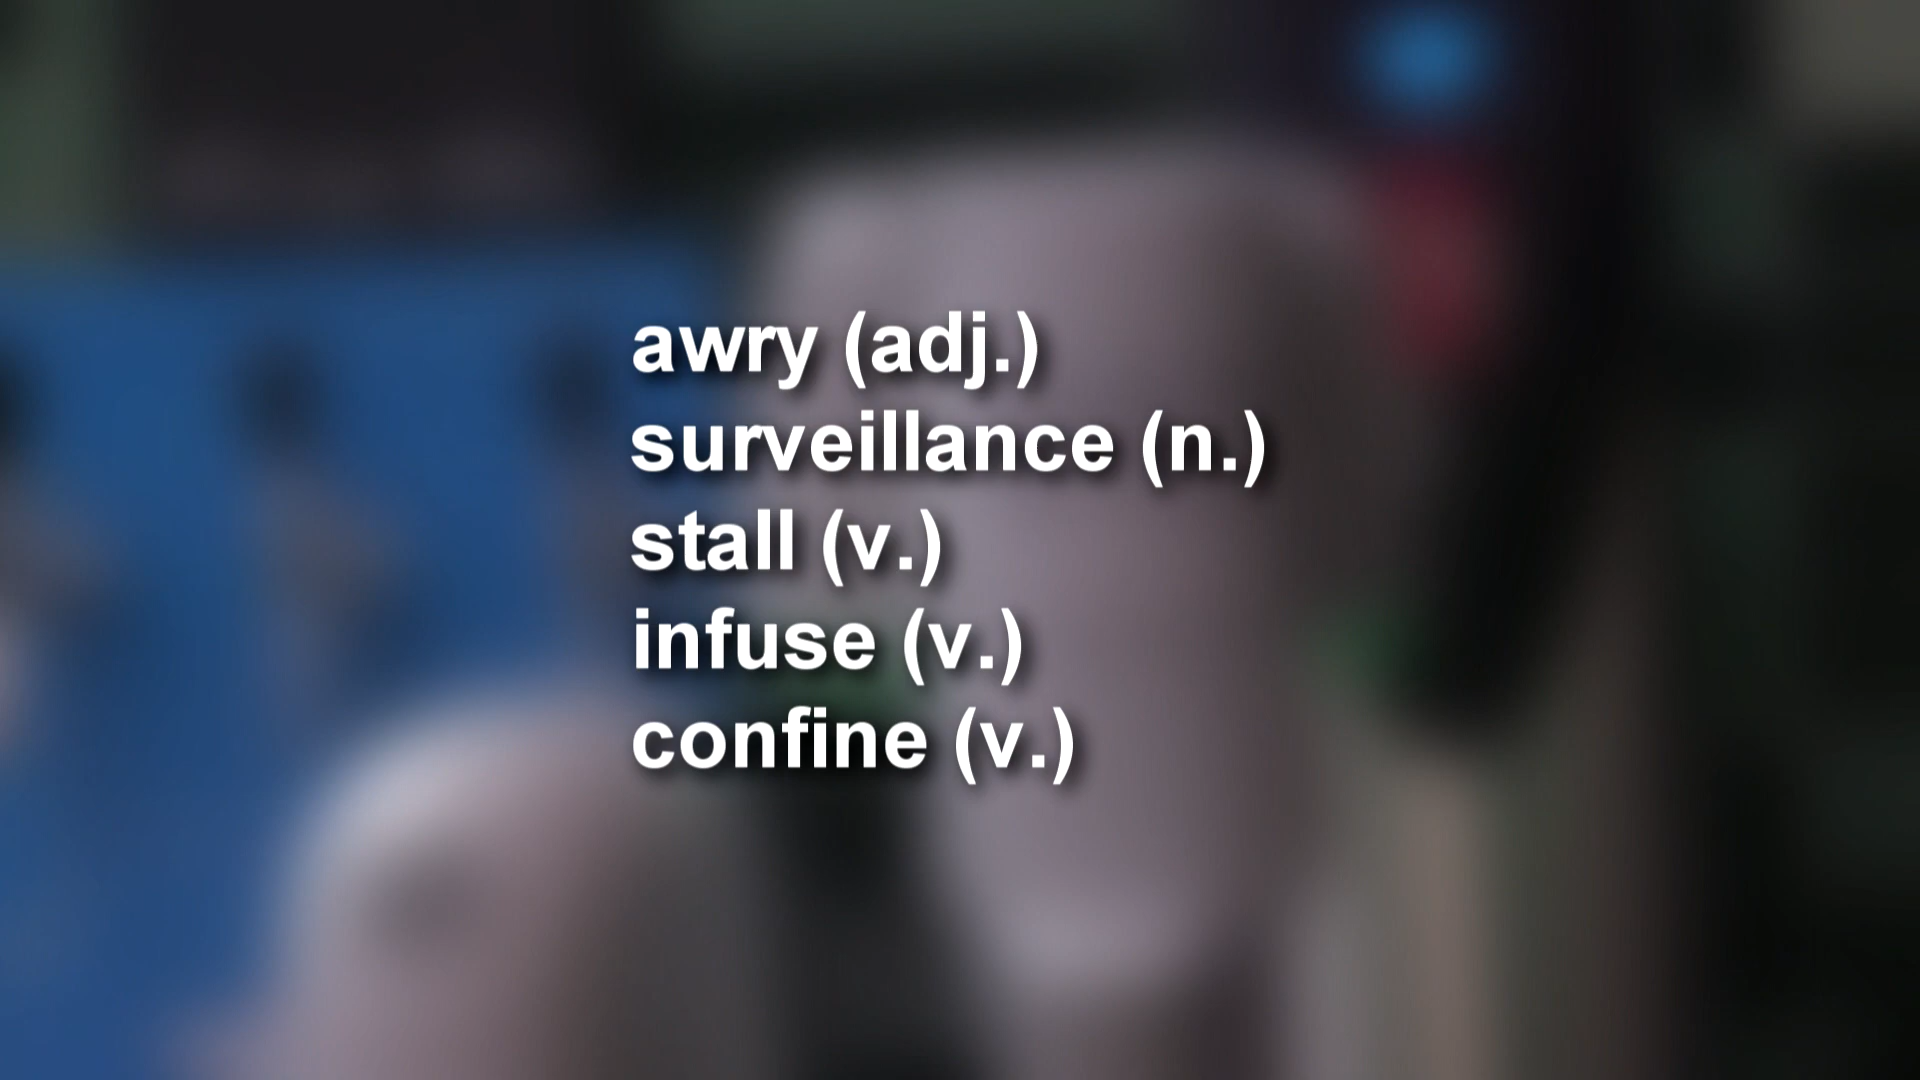 awry (adj.)
surveillance (n.)
stall (v.)
infuse (v.)
confine (v.)